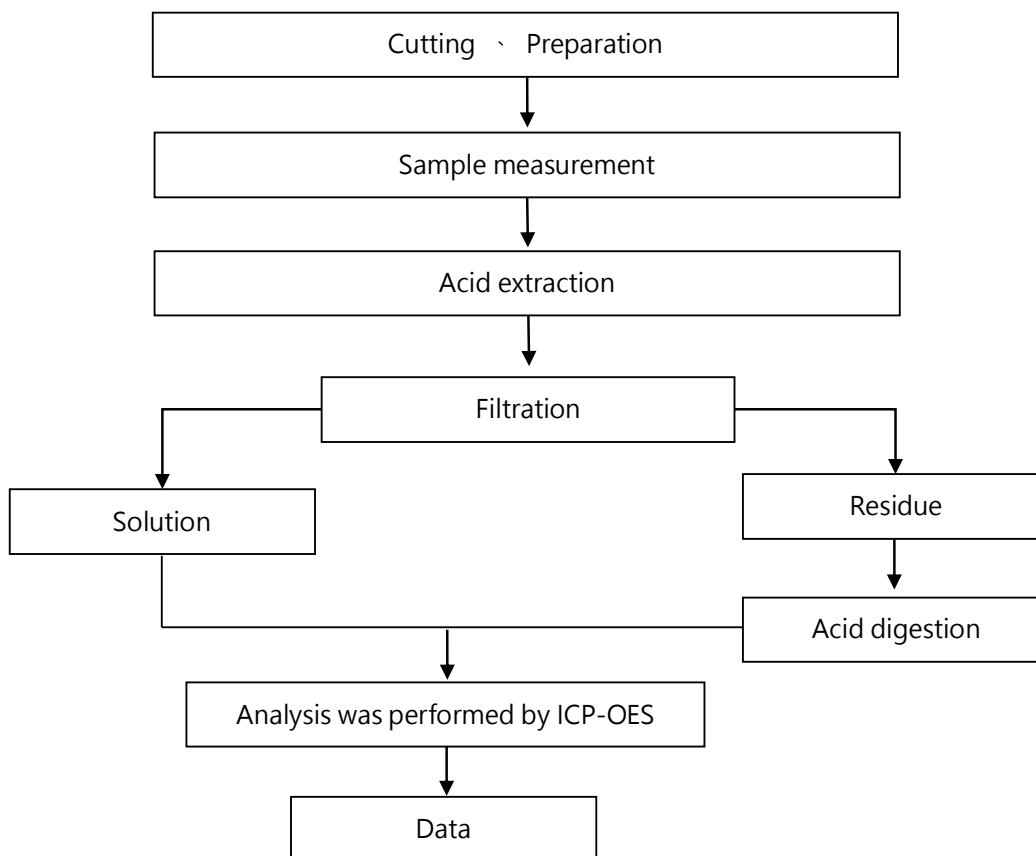 Cutting 、 Preparation
Sample measurement
Acid extraction
Filtration
Solution
Residue
Acid digestion
Analysis was performed by ICP-OES
Data